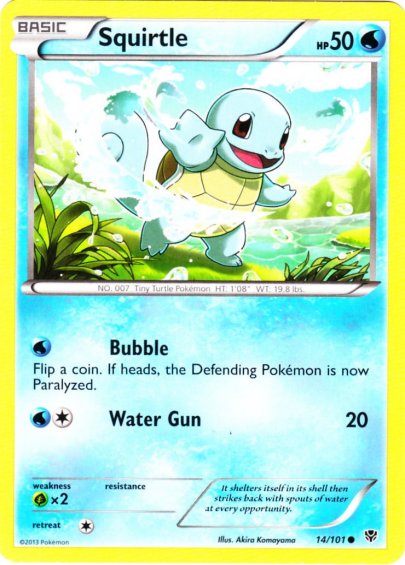 BASIC
Squirtle
HP50
NO. 007 Tiny Turtle Pokémon HT: 1'08" WT: 19.8 lbs.
Bubble
Flip a coin. If heads, the Defending Pokémon is now
Paralyzed.
Water Gun 20
weakness
resistance
×2
retreat
It shelters itself in its shell then
strikes back with spouts of water
at every opportunity.
©2013 Pokémon
Illus. Akira Komayama
14/101